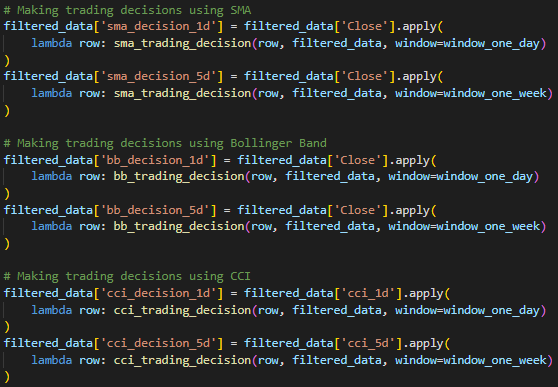 # Making trading decisions using SMA
filtered_data['sma_decision_1d'] = filtered_data['Close'].apply(
    lambda row: sma_trading_decision(row, filtered_data, window=window_one_day)
)
filtered_data['sma_decision_5d'] = filtered_data['Close'].apply(
    lambda row: sma_trading_decision(row, filtered_data, window=window_one_week)
)

# Making trading decisions using Bollinger Band
filtered_data['bb_decision_1d'] = filtered_data['Close'].apply(
    lambda row: bb_trading_decision(row, filtered_data, window=window_one_day)
)
filtered_data['bb_decision_5d'] = filtered_data['Close'].apply(
    lambda row: bb_trading_decision(row, filtered_data, window=window_one_week)
)

# Making trading decisions using CCI
filtered_data['cci_decision_1d'] = filtered_data['cci_1d'].apply(
    lambda row: cci_trading_decision(row, filtered_data, window=window_one_day)
)
filtered_data['cci_decision_5d'] = filtered_data['cci_5d'].apply(
    lambda row: cci_trading_decision(row, filtered_data, window=window_one_week)
)